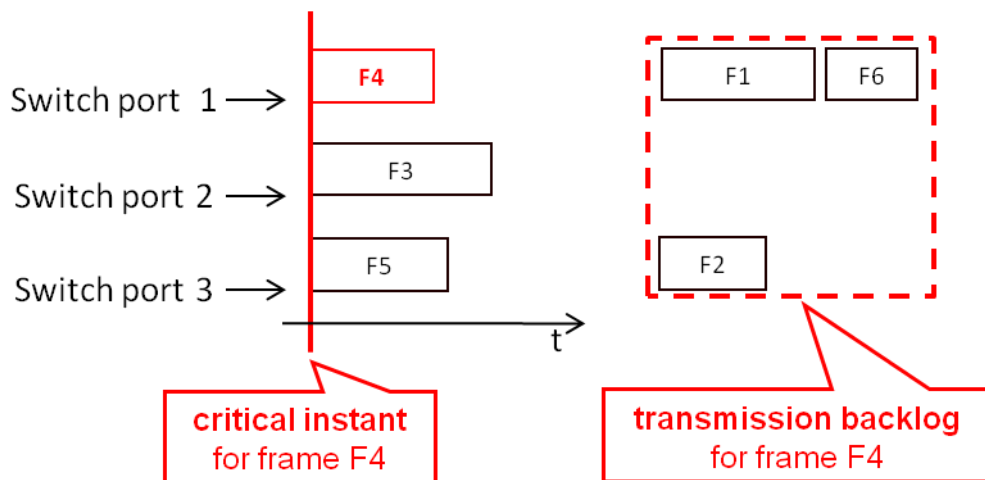 F4
F1
F6
Switch port 1
F3
Switch port 2
F5
F2
Switch port 3
t
critical instant
for frame F4
transmission backlog
for frame F4